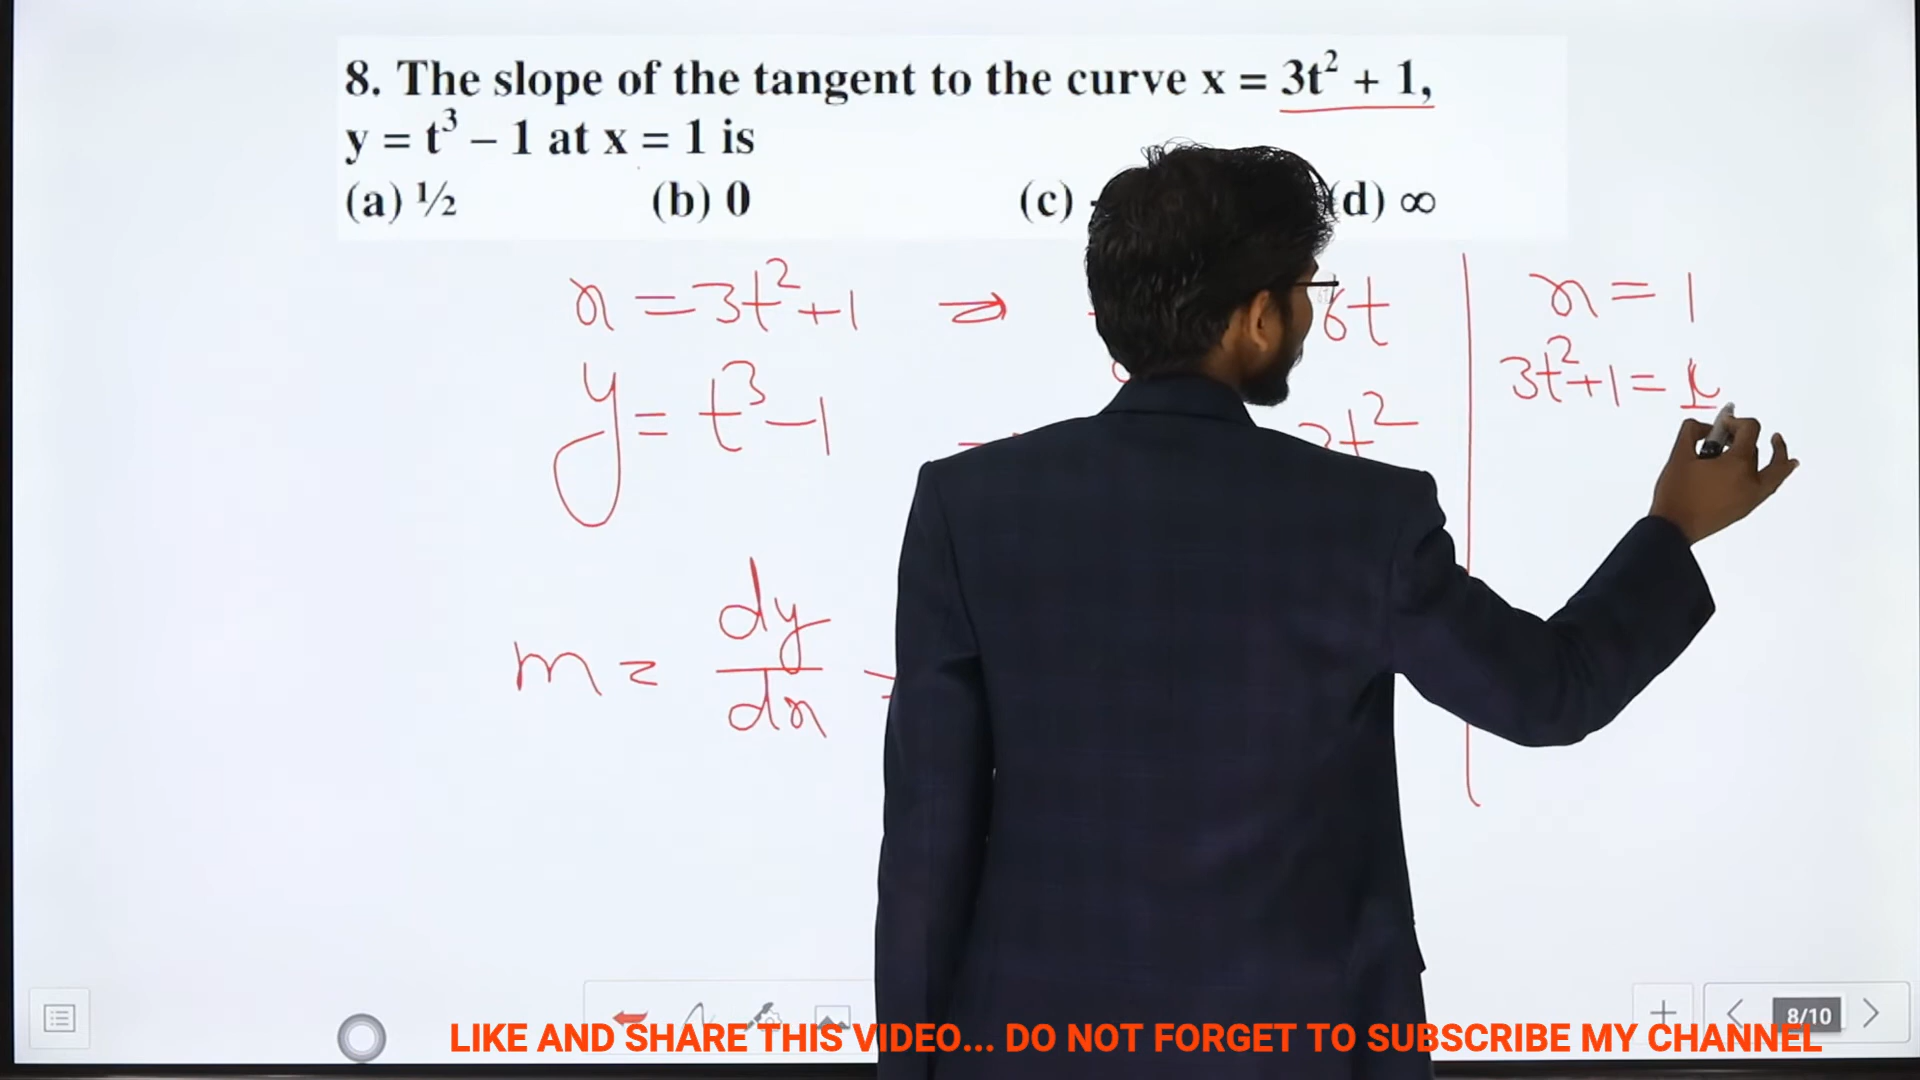 8. The slope of the tangent to the curve x = 3t² + 1,
y = t³ – 1 at x = 1 is
(a) ½ (b) 0 (c) (d) ∞
x = 3t²+1 → 6t
y = t³ – 1 t²
m = dy/dx
x = 1
3t²+1 = 1
8/10
LIKE AND SHARE THIS VIDEO... DO NOT FORGET TO SUBSCRIBE MY CHANNEL